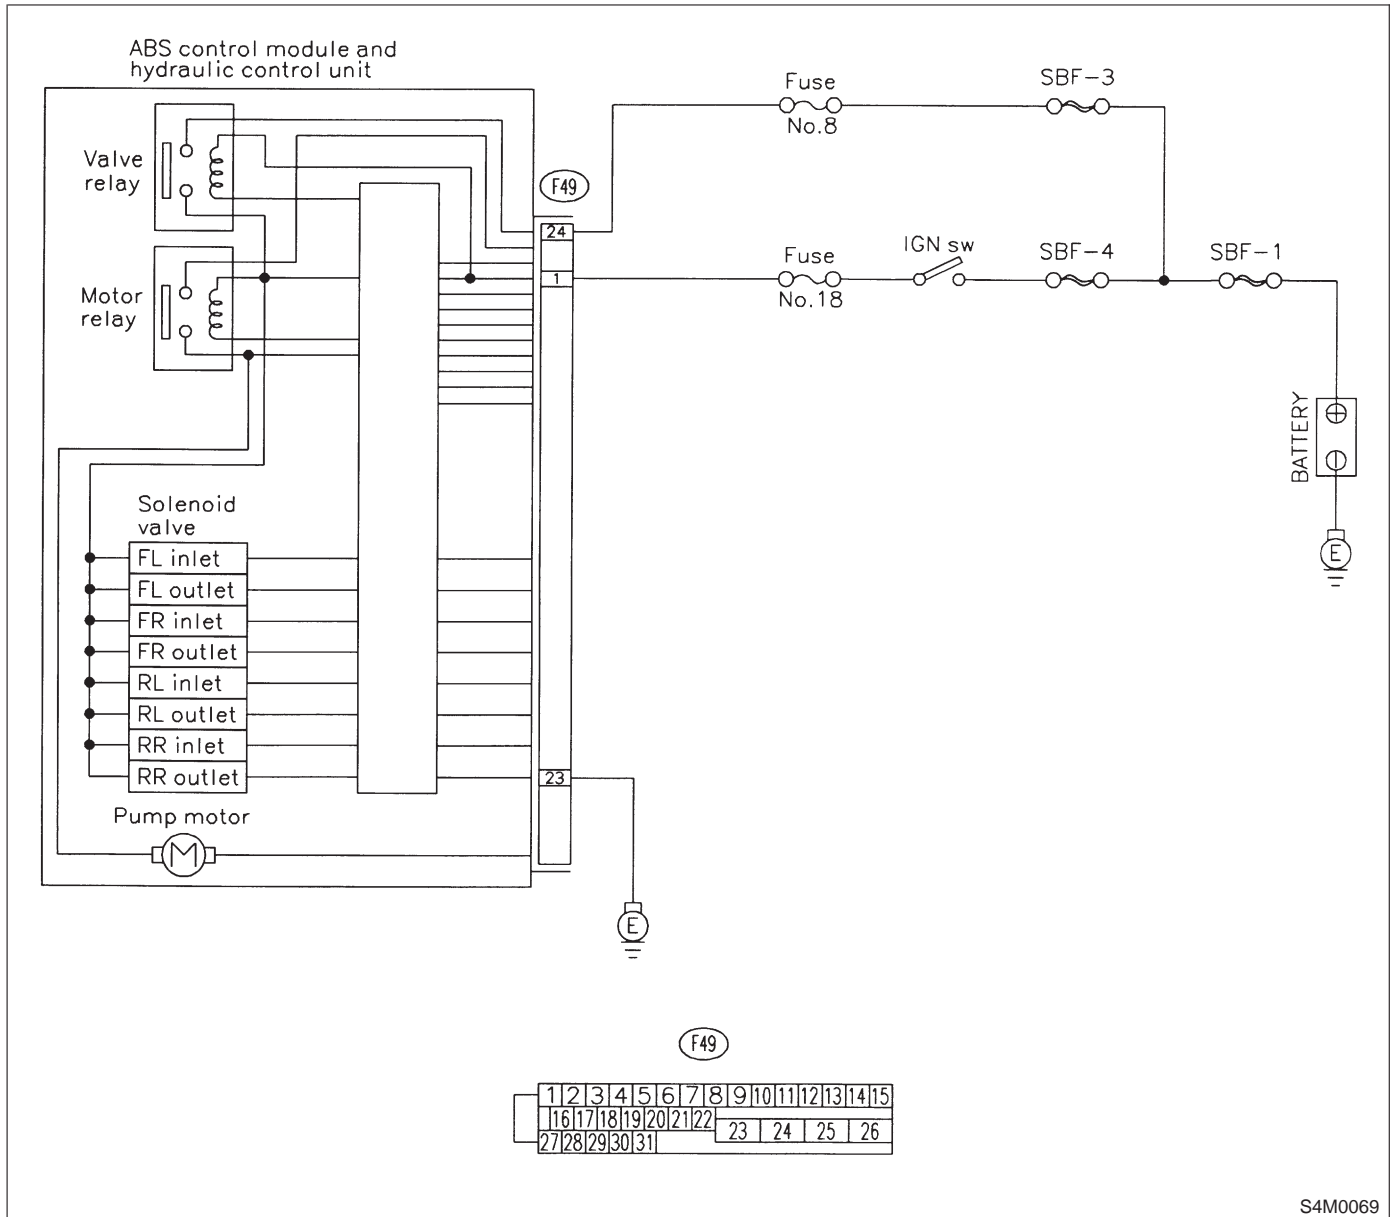 ABS control module and
hydraulic control unit
Valve
relay
Motor
relay
F49
24
1
Fuse
No.8
SBF-3
Fuse
No.18
IGN sw
SBF-4
SBF-1
BATTERY
E
Solenoid
valve
FL inlet
FL outlet
FR inlet
FR outlet
RL inlet
RL outlet
RR inlet
RR outlet
23
Pump motor
M
E
F49
1 2 3 4 5 6 7 8 9 10 11 12 13 14 15
16 17 18 19 20 21 22
23 24 25 26
27 28 29 30 31
S4M0069